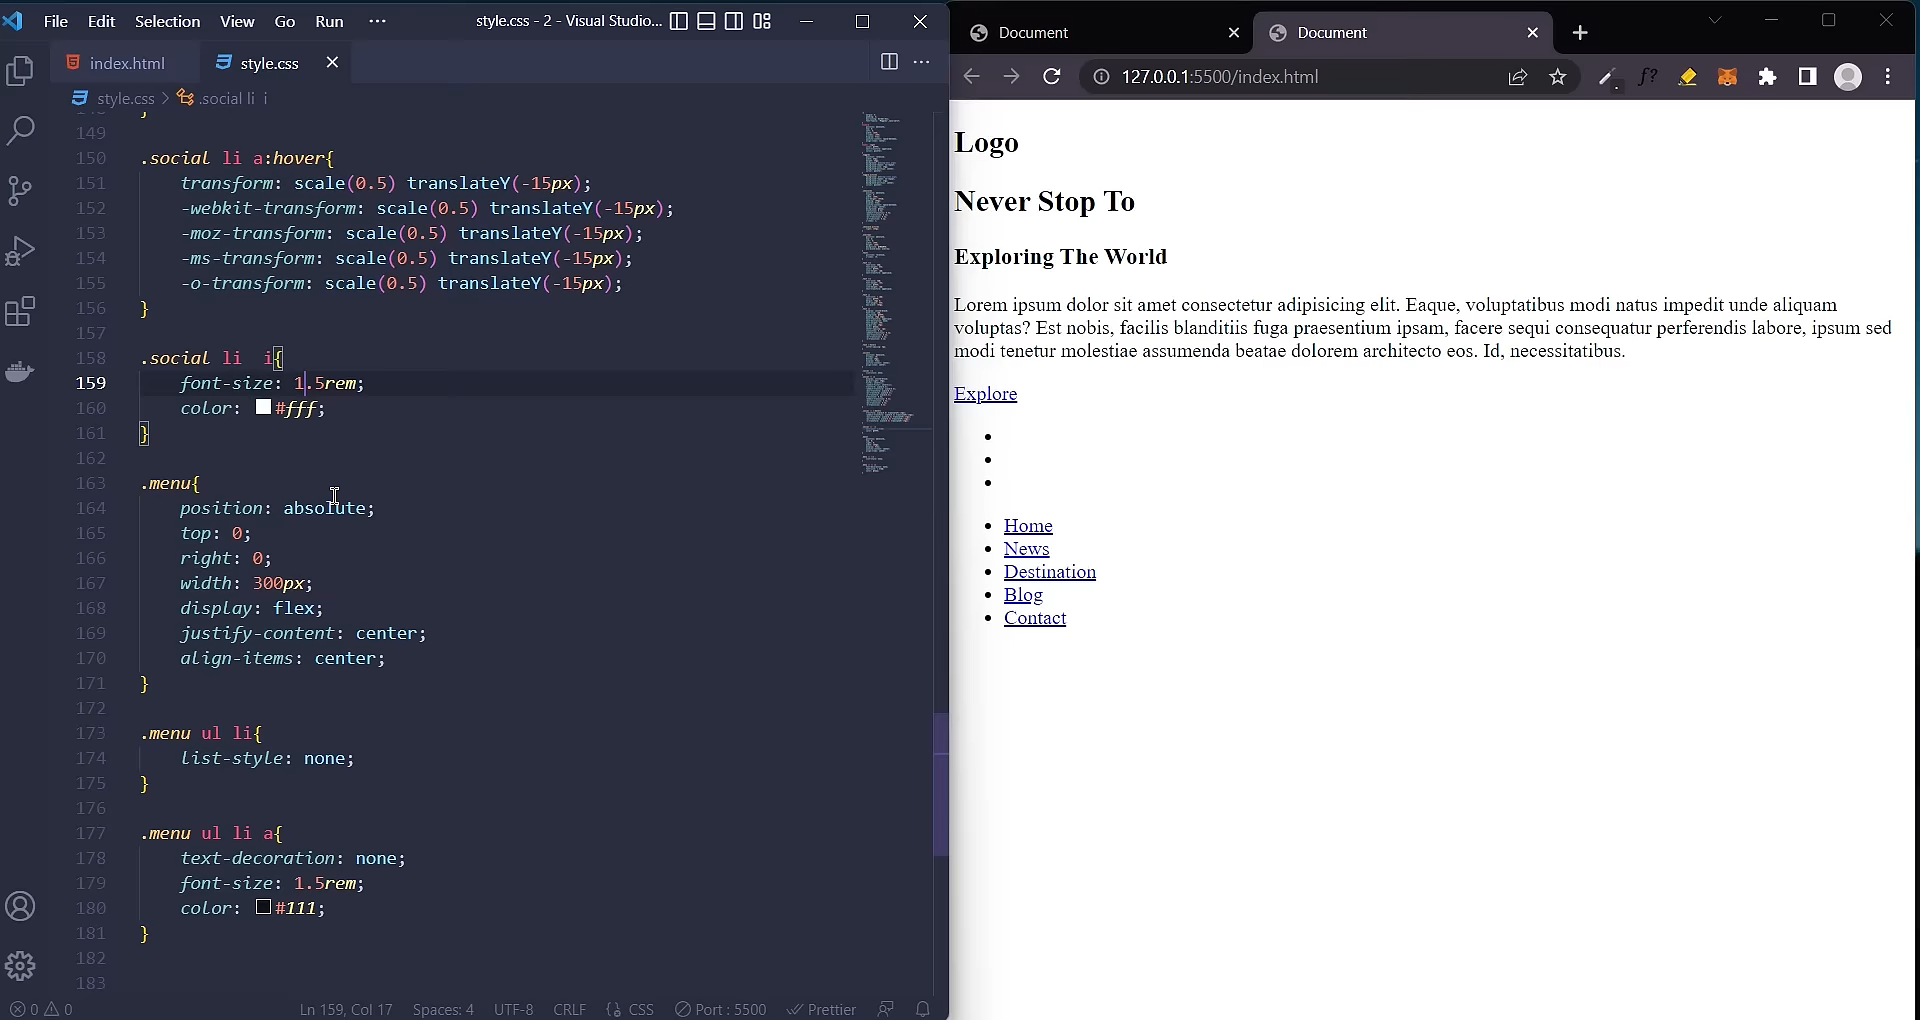 File Edit Selection View Go Run ··· style.css - 2 - Visual Studio...
index.html style.css
style.css > .social li i
149
150 .social li a:hover{
151 transform: scale(0.5) translateY(-15px);
152 -webkit-transform: scale(0.5) translateY(-15px);
153 -moz-transform: scale(0.5) translateY(-15px);
154 -ms-transform: scale(0.5) translateY(-15px);
155 -o-transform: scale(0.5) translateY(-15px);
156 }
157
158 .social li  i{
159 font-size: 1.5rem;
160 color: #fff;
161 }
162
163 .menu{
164 position: absolute;
165 top: 0;
166 right: 0;
167 width: 300px;
168 display: flex;
169 justify-content: center;
170 align-items: center;
171 }
172
173 .menu ul li{
174 list-style: none;
175 }
176
177 .menu ul li a{
178 text-decoration: none;
179 font-size: 1.5rem;
180 color: #111;
181 }
182
183
0 0 Ln 159, Col 17 Spaces: 4 UTF-8 CRLF {} CSS Port : 5500 Prettier
Document Document
127.0.0.1:5500/index.html f?
Logo
Never Stop To
Exploring The World
Lorem ipsum dolor sit amet consectetur adipisicing elit. Eaque, voluptatibus modi natus impedit unde aliquam
voluptas? Est nobis, facilis blanditiis fuga praesentium ipsam, facere sequi consequatur perferendis labore, ipsum sed
modi tenetur molestiae assumenda beatae dolorem architecto eos. Id, necessitatibus.
Explore
Home
News
Destination
Blog
Contact